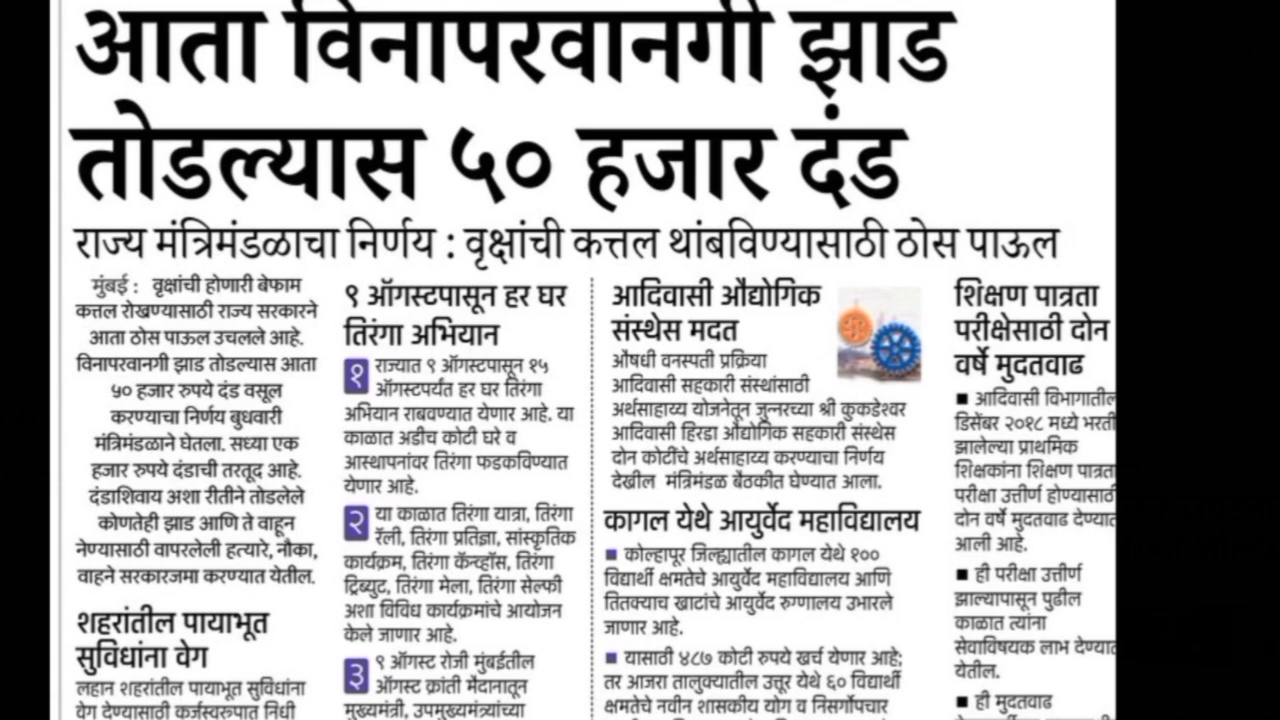 आता विनापरवानगी झाड
तोडल्यास ५० हजार दंड
राज्य मंत्रिमंडळाचा निर्णय : वृक्षांची कत्तल थांबविण्यासाठी ठोस पाऊल
मुंबई : वृक्षांची होणारी बेफाम
कत्तल रोखण्यासाठी राज्य सरकारने
आता ठोस पाऊल उचलले आहे.
विनापरवानगी झाड तोडल्यास आता
५० हजार रुपये दंड वसूल
करण्याचा निर्णय बुधवारी
मंत्रिमंडळाने घेतला. सध्या एक
हजार रुपये दंडाची तरतूद आहे.
दंडाशिवाय अशा रीतीने तोडलेले
कोणतेही झाड आणि ते वाहून
नेण्यासाठी वापरलेली हत्यारे, नौका,
वाहने सरकारजमा करण्यात येतील.
शहरांतील पायाभूत
सुविधांना वेग
लहान शहरांतील पायाभूत सुविधांना
वेग देण्यासाठी कर्जस्वरुपात निधी
९ ऑगस्टपासून हर घर
तिरंगा अभियान
१ राज्यात ९ ऑगस्टपासून १५
ऑगस्टपर्यंत हर घर तिरंगा
अभियान राबवण्यात येणार आहे. या
काळात अडीच कोटी घरे व
आस्थापनांवर तिरंगा फडकविण्यात
येणार आहे.
२ या काळात तिरंगा यात्रा, तिरंगा
रॅली, तिरंगा प्रतिज्ञा, सांस्कृतिक
कार्यक्रम, तिरंगा कॅन्व्हॉस, तिरंगा
ट्रिब्युट, तिरंगा मेला, तिरंगा सेल्फी
अशा विविध कार्यक्रमांचे आयोजन
केले जाणार आहे.
३ ९ ऑगस्ट रोजी मुंबईतील
ऑगस्ट क्रांती मैदानातून
मुख्यमंत्री, उपमुख्यमंत्र्यांच्या
आदिवासी औद्योगिक
संस्थेस मदत
औषधी वनस्पती प्रक्रिया
आदिवासी सहकारी संस्थांसाठी
अर्थसाहाय्य योजनेतून जुन्नरच्या श्री कुकडेश्वर
आदिवासी हिरडा औद्योगिक सहकारी संस्थेस
दोन कोटींचे अर्थसाहाय्य करण्याचा निर्णय
देखील मंत्रिमंडळ बैठकीत घेण्यात आला.
कागल येथे आयुर्वेद महाविद्यालय
■ कोल्हापूर जिल्ह्यातील कागल येथे १००
विद्यार्थी क्षमतेचे आयुर्वेद महाविद्यालय आणि
तितक्याच खाटांचे आयुर्वेद रुग्णालय उभारले
जाणार आहे.
■ यासाठी ४८७ कोटी रुपये खर्च येणार आहे;
तर आजरा तालुक्यातील उत्तूर येथे ६० विद्यार्थी
क्षमतेचे नवीन शासकीय योग व निसर्गोपचार
शिक्षण पात्रता
परीक्षेसाठी दोन
वर्षे मुदतवाढ
■ आदिवासी विभागातील
डिसेंबर २०१८ मध्ये भरती
झालेल्या प्राथमिक
शिक्षकांना शिक्षण पात्रता
परीक्षा उत्तीर्ण होण्यासाठी
दोन वर्षे मुदतवाढ देण्यात
आली आहे.
■ ही परीक्षा उत्तीर्ण
झाल्यापासून पुढील
काळात त्यांना
सेवाविषयक लाभ देण्यात
येतील.
■ ही मुदतवाढ